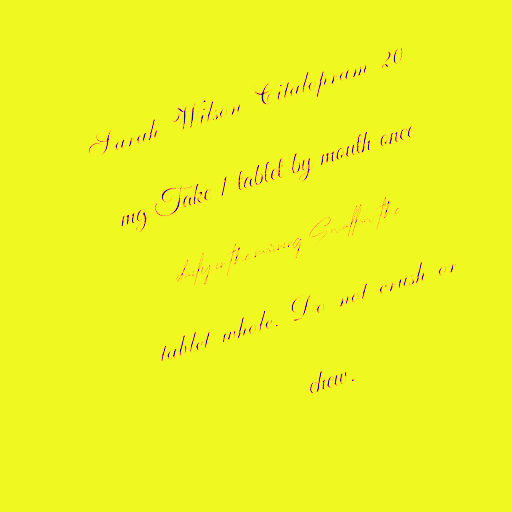 Sarah Wilson Citalopram 20
mg Take 1 tablet by mouth once
daily in the morning the
tablet whole. Do not crush or
chew.